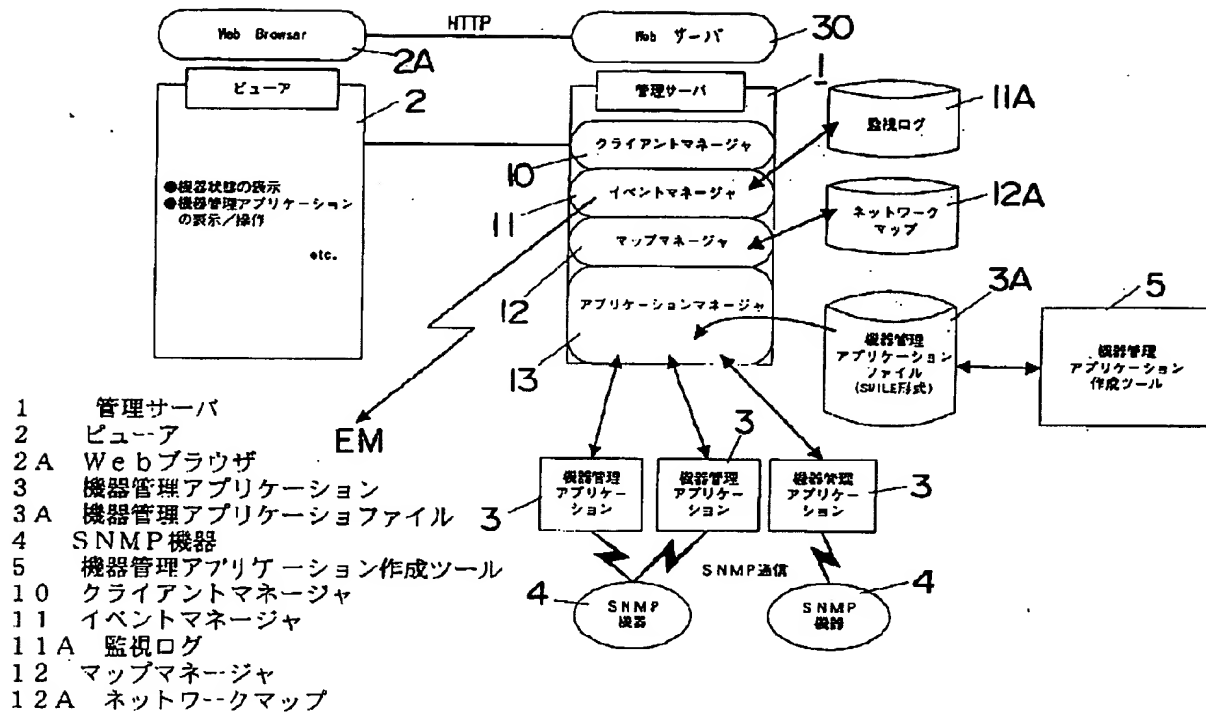 HTTP
Web Browser
2A
Web サーバ
30
ビューア
2
管理サーバ
1
クライアントマネージャ
10
イベントマネージャ
11
マップマネージャ
12
アプリケーションマネージャ
13
監視ログ
11A
ネットワーク
マップ
12A
●機器状態の表示
●機器管理アプリケーション
の表示/操作
etc.
3A
機器管理
アプリケーション
ファイル
(SMILE形式)
5
機器管理
アプリケーション
作成ツール
EM
3
機器管理
アプリケー
ション
3
機器管理
アプリケー
ション
3
機器管理
アプリケー
ション
SNMP通信
4
SNMP
機器
4
SNMP
機器
1 管理サーバ
2 ビューア
2A Webブラウザ
3 機器管理アプリケーション
3A 機器管理アプリケーショファイル
4 SNMP機器
5 機器管理アプリケーション作成ツール
10 クライアントマネージャ
11 イベントマネージャ
11A 監視ログ
12 マップマネージャ
12A ネットワークマップ